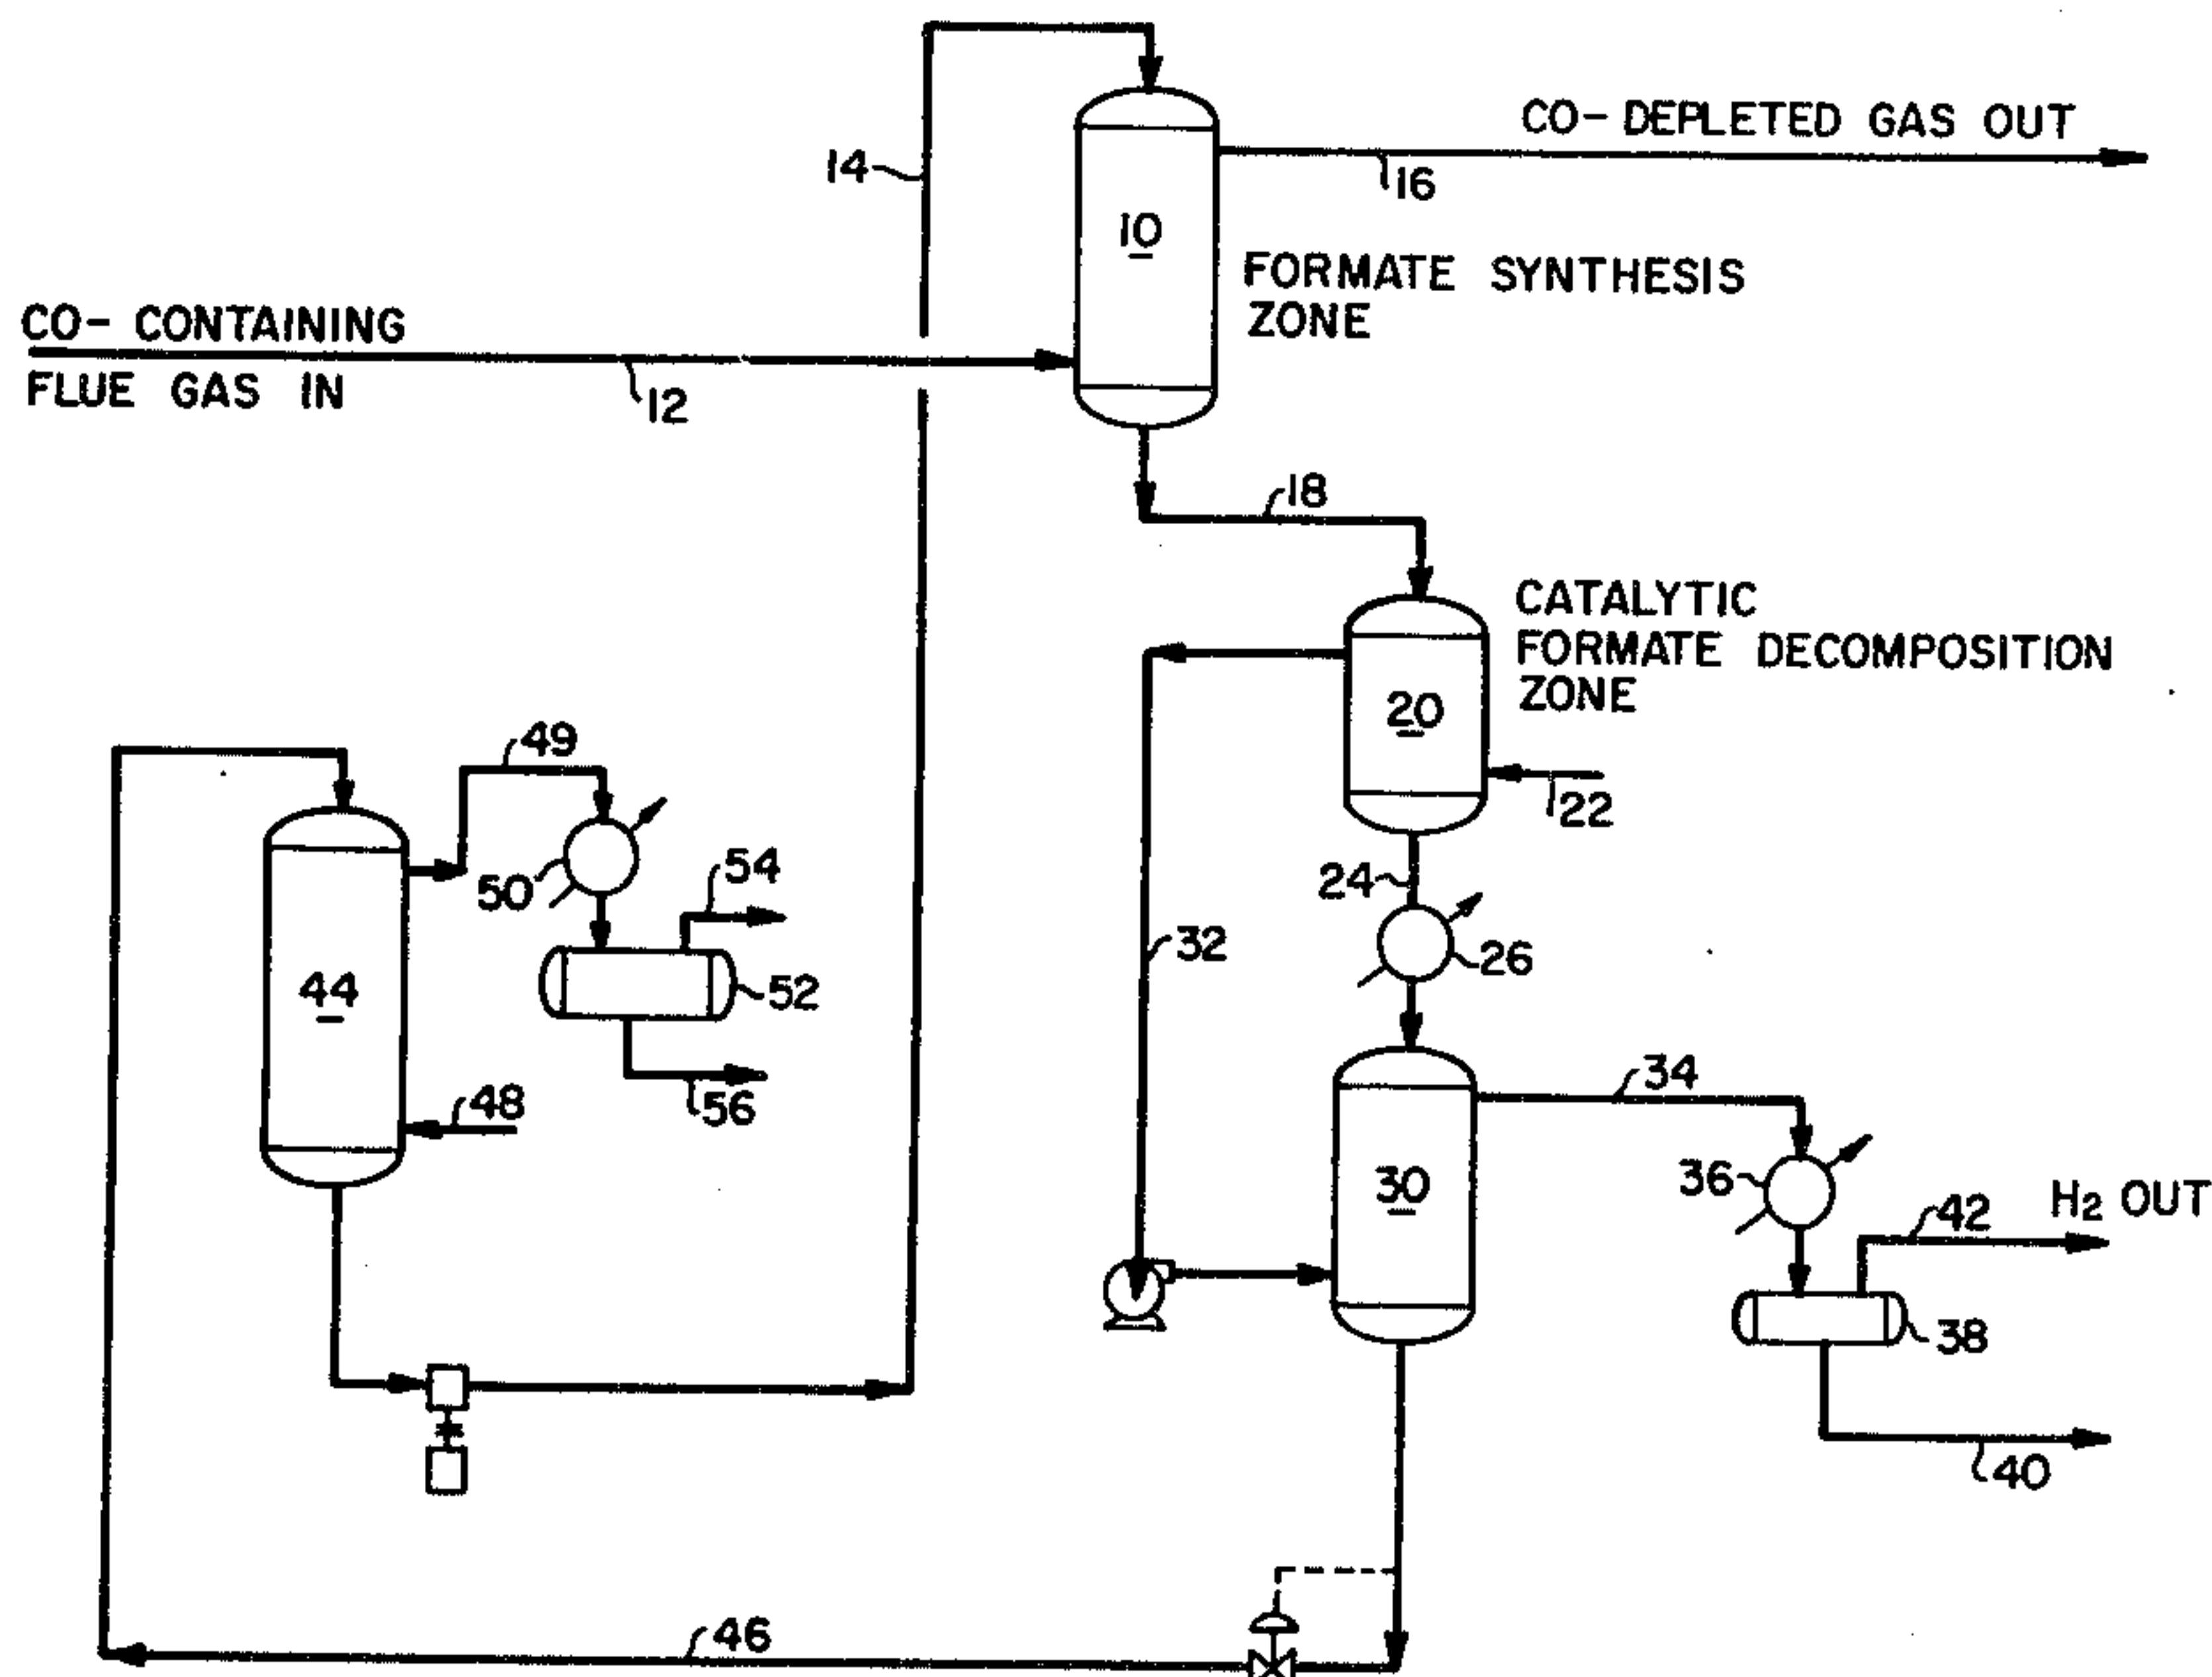 CO- DEPLETED GAS OUT
14
16
10
FORMATE SYNTHESIS
ZONE
CO- CONTAINING
FLUE GAS IN
12
18
CATALYTIC
FORMATE DECOMPOSITION
ZONE
20
22
49
50
54
24
32
26
44
52
48
56
34
30
36
42
H2 OUT
38
40
46